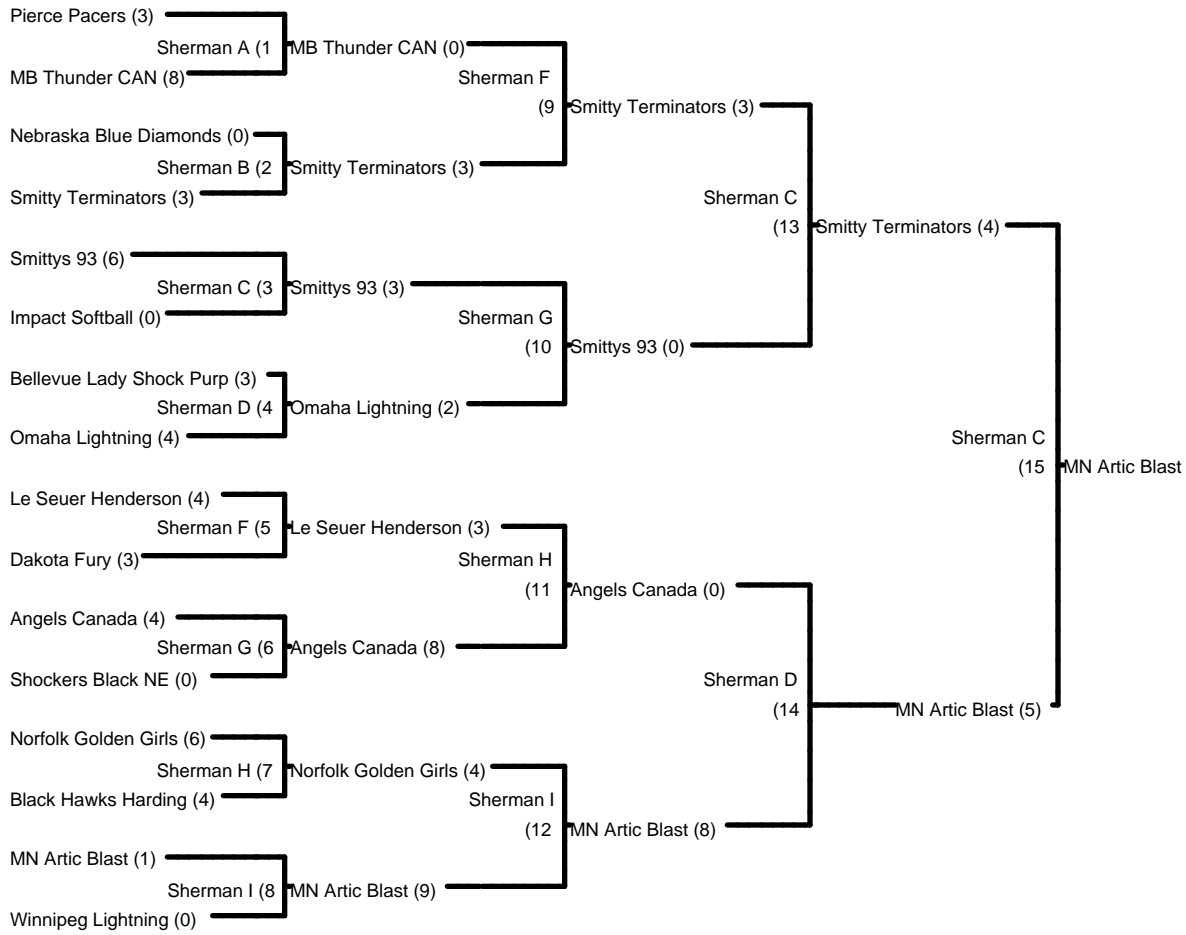 Pierce Pacers (3)
Sherman A (1
MB Thunder CAN (0)
MB Thunder CAN (8)
Sherman F
(9
Smitty Terminators (3)
Nebraska Blue Diamonds (0)
Sherman B (2
Smitty Terminators (3)
Smitty Terminators (3)
Sherman C
(13
Smitty Terminators (4)
Smittys 93 (6)
Sherman C (3
Smittys 93 (3)
Impact Softball (0)
Sherman G
(10
Smittys 93 (0)
Bellevue Lady Shock Purp (3)
Sherman D (4
Omaha Lightning (2)
Omaha Lightning (4)
Sherman C
(15
MN Artic Blast
Le Seuer Henderson (4)
Sherman F (5
Le Seuer Henderson (3)
Dakota Fury (3)
Sherman H
(11
Angels Canada (0)
Angels Canada (4)
Sherman G (6
Angels Canada (8)
Shockers Black NE (0)
Sherman D
(14
MN Artic Blast (5)
Norfolk Golden Girls (6)
Sherman H (7
Norfolk Golden Girls (4)
Black Hawks Harding (4)
Sherman I
(12
MN Artic Blast (8)
MN Artic Blast (1)
Sherman I (8
MN Artic Blast (9)
Winnipeg Lightning (0)